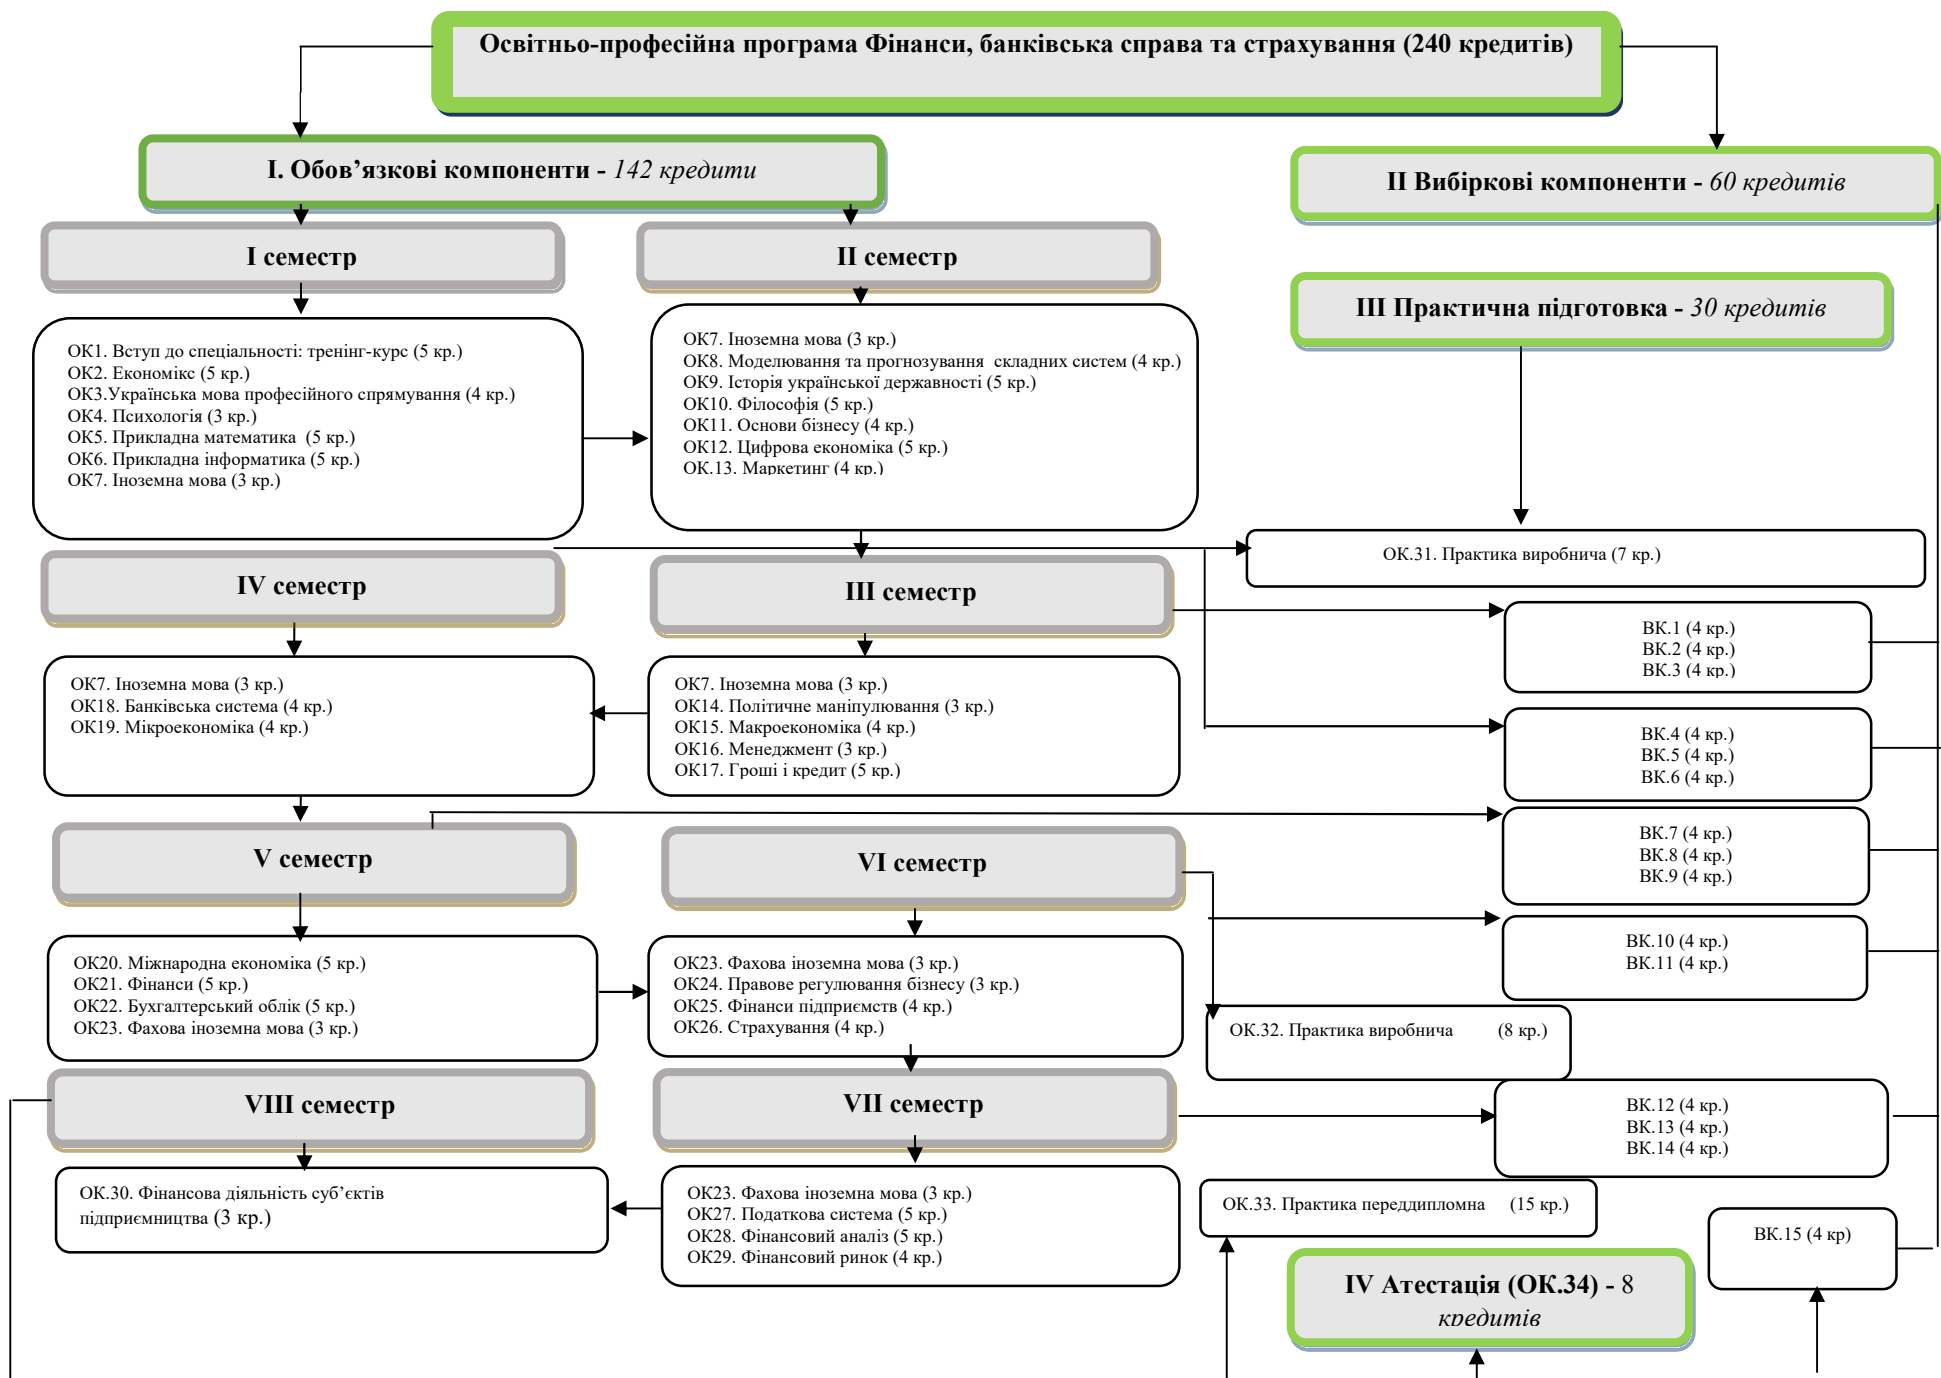 Освітньо-професійна програма Фінанси, банківська справа та страхування (240 кредитів)
І. Обов’язкові компоненти - 142 кредити
ІІ Вибіркові компоненти - 60 кредитів
І семестр
ІІ семестр
ІІІ Практична підготовка - 30 кредитів
ОК1. Вступ до спеціальності: тренінг-курс (5 кр.)
ОК2. Економікс (5 кр.)
ОК3.Українська мова професійного спрямування (4 кр.)
ОК4. Психологія (3 кр.)
ОК5. Прикладна математика (5 кр.)
ОК6. Прикладна інформатика (5 кр.)
ОК7. Іноземна мова (3 кр.)
ОК7. Іноземна мова (3 кр.)
ОК8. Моделювання та прогнозування складних систем (4 кр.)
ОК9. Історія української державності (5 кр.)
ОК10. Філософія (5 кр.)
ОК11. Основи бізнесу (4 кр.)
ОК12. Цифрова економіка (5 кр.)
ОК.13. Маркетинг (4 кр.)
ОК.31. Практика виробнича (7 кр.)
IV семестр
ІІІ семестр
ВК.1 (4 кр.)
ВК.2 (4 кр.)
ВК.3 (4 кр.)
ОК7. Іноземна мова (3 кр.)
ОК18. Банківська система (4 кр.)
ОК19. Мікроекономіка (4 кр.)
ОК7. Іноземна мова (3 кр.)
ОК14. Політичне маніпулювання (3 кр.)
ОК15. Макроекономіка (4 кр.)
ОК16. Менеджмент (3 кр.)
ОК17. Гроші і кредит (5 кр.)
ВК.4 (4 кр.)
ВК.5 (4 кр.)
ВК.6 (4 кр.)
V семестр
VI семестр
ВК.7 (4 кр.)
ВК.8 (4 кр.)
ВК.9 (4 кр.)
ВК.10 (4 кр.)
ВК.11 (4 кр.)
ОК20. Міжнародна економіка (5 кр.)
ОК21. Фінанси (5 кр.)
ОК22. Бухгалтерський облік (5 кр.)
ОК23. Фахова іноземна мова (3 кр.)
ОК23. Фахова іноземна мова (3 кр.)
ОК24. Правове регулювання бізнесу (3 кр.)
ОК25. Фінанси підприємств (4 кр.)
ОК26. Страхування (4 кр.)
ОК.32. Практика виробнича (8 кр.)
VIII семестр
VII семестр
ВК.12 (4 кр.)
ВК.13 (4 кр.)
ВК.14 (4 кр.)
ОК.30. Фінансова діяльність суб’єктів
підприємництва (3 кр.)
ОК23. Фахова іноземна мова (3 кр.)
ОК27. Податкова система (5 кр.)
ОК28. Фінансовий аналіз (5 кр.)
ОК29. Фінансовий ринок (4 кр.)
ОК.33. Практика переддипломна (15 кр.)
ВК.15 (4 кр)
IV Атестація (ОК.34) - 8
кредитів